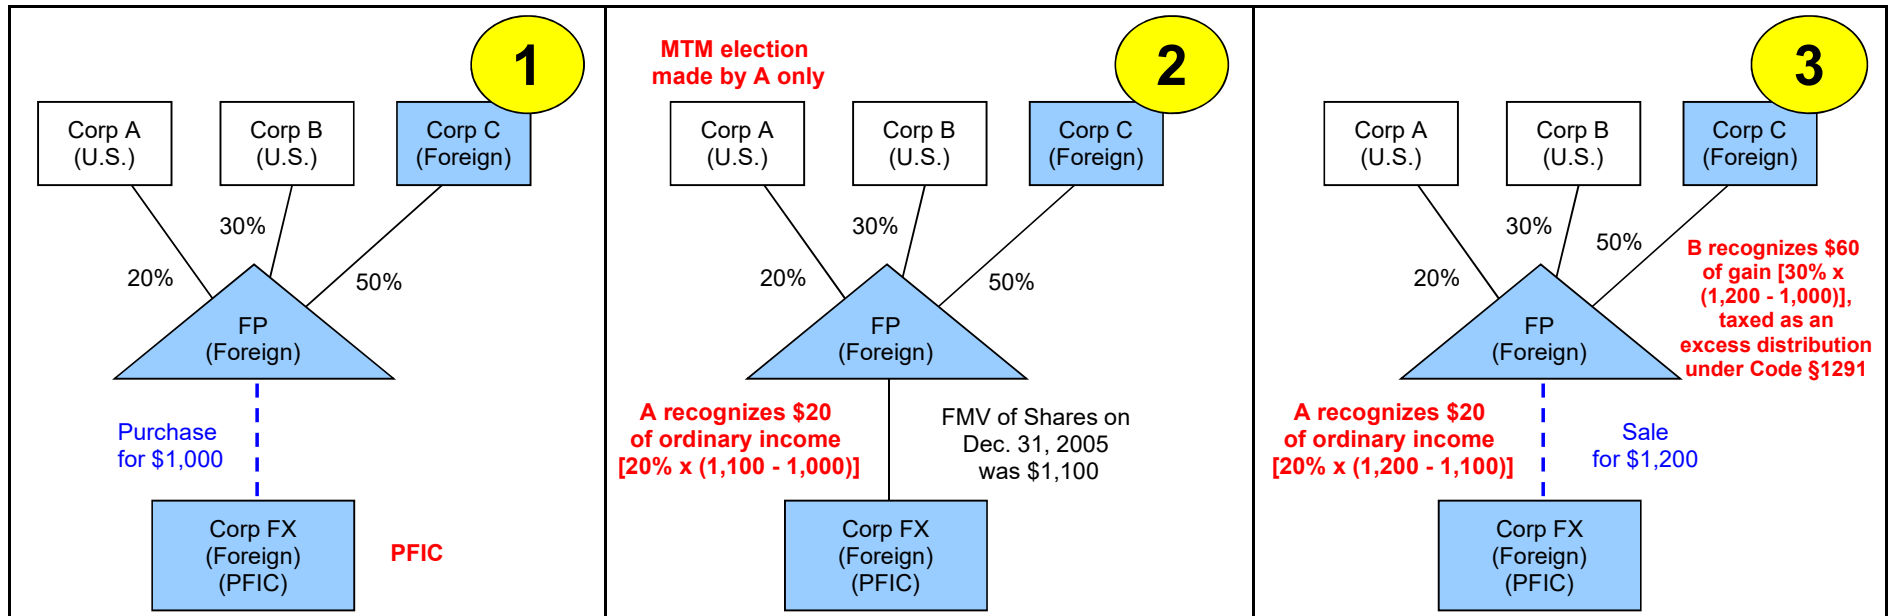 1
Corp A
(U.S.)
Corp B
(U.S.)
Corp C
(Foreign)
30%
20%
50%
FP
(Foreign)
Purchase
for $1,000
Corp FX
(Foreign)
(PFIC)
PFIC
MTM election
made by A only
2
Corp A
(U.S.)
Corp B
(U.S.)
Corp C
(Foreign)
30%
20%
50%
FP
(Foreign)
A recognizes $20
of ordinary income
[20% x (1,100 - 1,000)]
FMV of Shares on
Dec. 31, 2005
was $1,100
Corp FX
(Foreign)
(PFIC)
3
Corp A
(U.S.)
Corp B
(U.S.)
Corp C
(Foreign)
30%
50%
20%
B recognizes $60
of gain [30% x
(1,200 - 1,000)],
taxed as an
excess distribution
under Code §1291
FP
(Foreign)
A recognizes $20
of ordinary income
[20% x (1,200 - 1,100)]
Sale
for $1,200
Corp FX
(Foreign)
(PFIC)